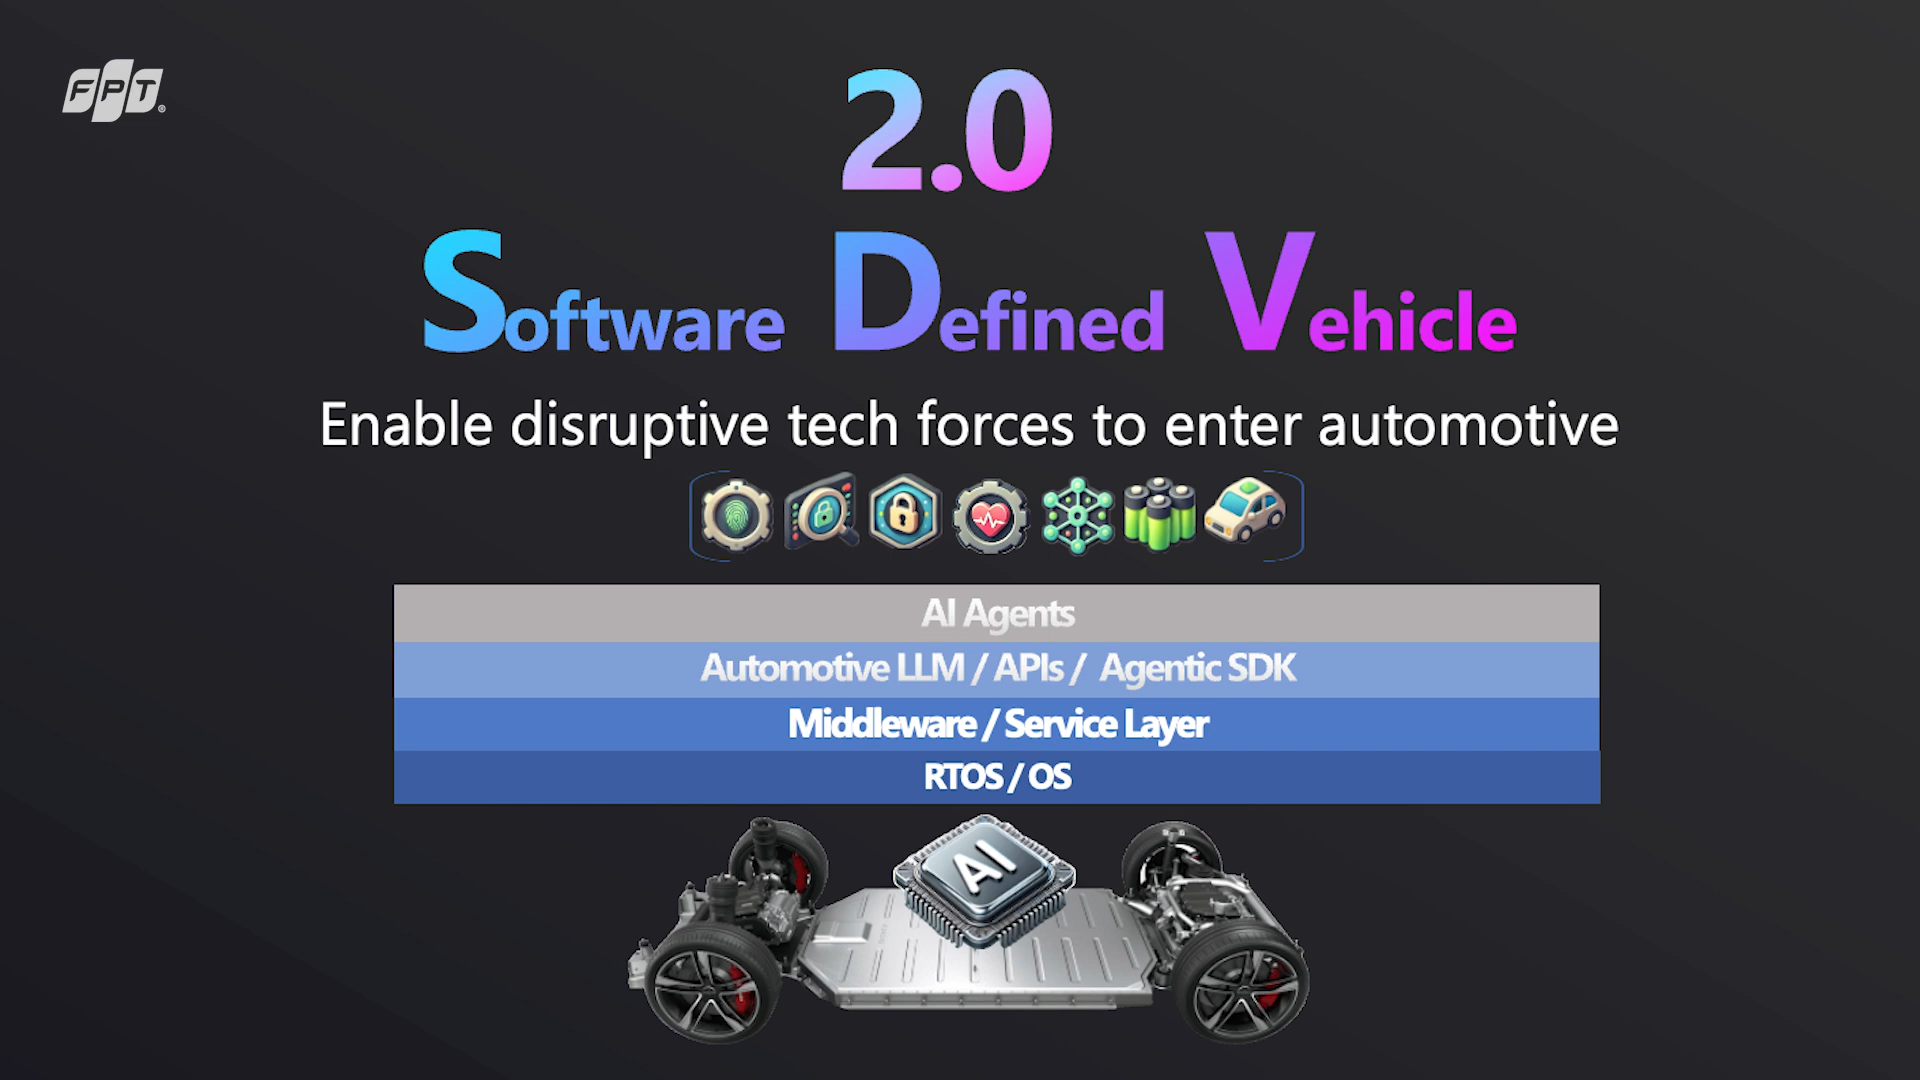 FPT®
2.0
Software Defined Vehicle
Enable disruptive tech forces to enter automotive
AI Agents
Automotive LLM / APIs / Agentic SDK
Middleware / Service Layer
RTOS / OS
AI